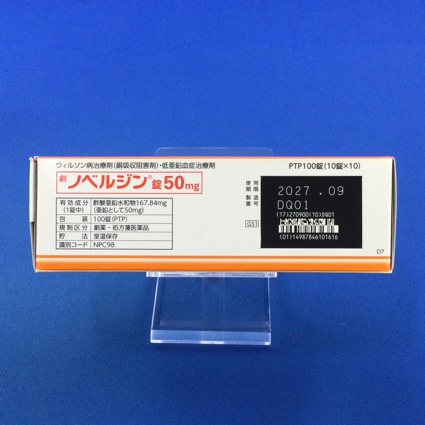 ウィルソン病治療剤(銅吸収阻害剤)・低亜鉛血症治療剤
PTP100錠(10錠×10)
劇 ノベルジン®錠50mg
有効成分(1錠中) 酢酸亜鉛水和物167.84mg(亜鉛として50mg)
包装 100錠(PTP)
規制区分 劇薬・処方箋医薬品
貯法 室温保存
識別コード NPC98
使用期限 2027.09
製造番号 DQ01
(17)270900(10)DQ01
GS1
(01)14987846101616
D7